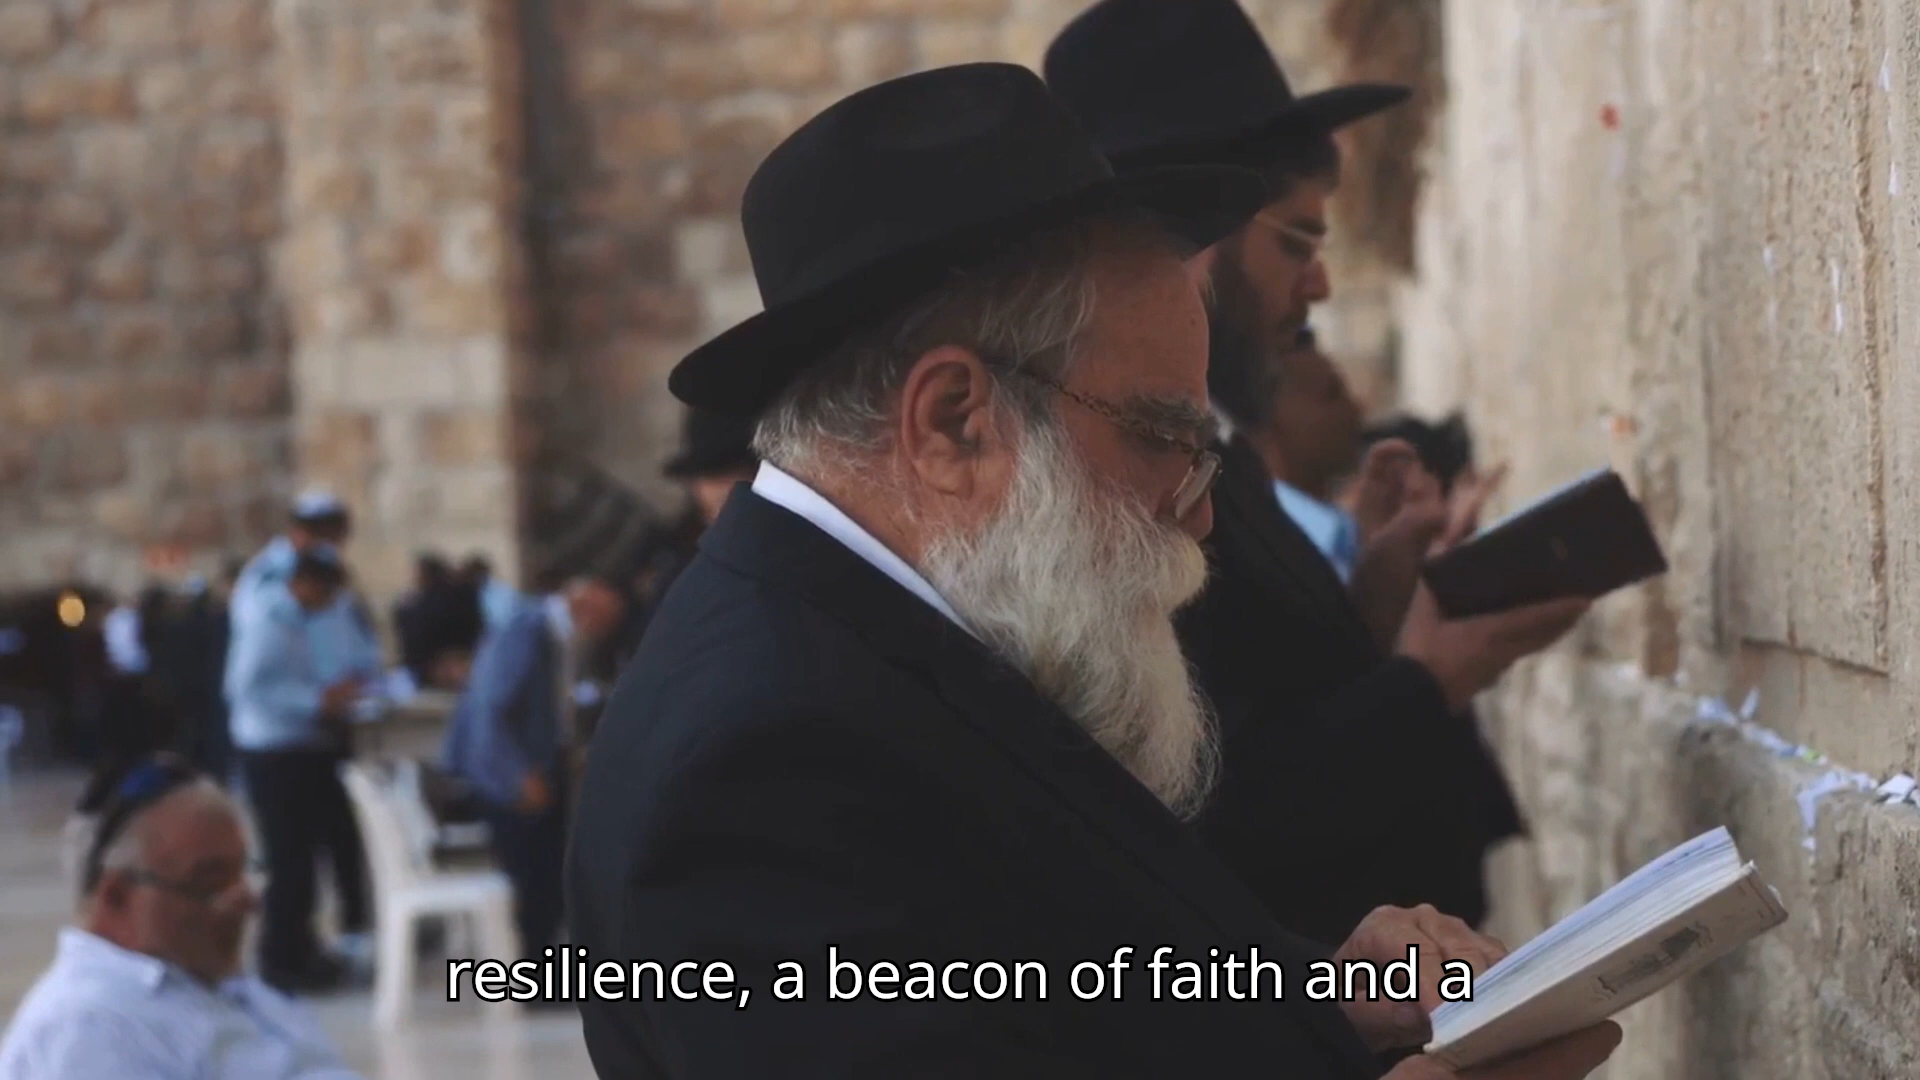 resilience, a beacon of faith and a